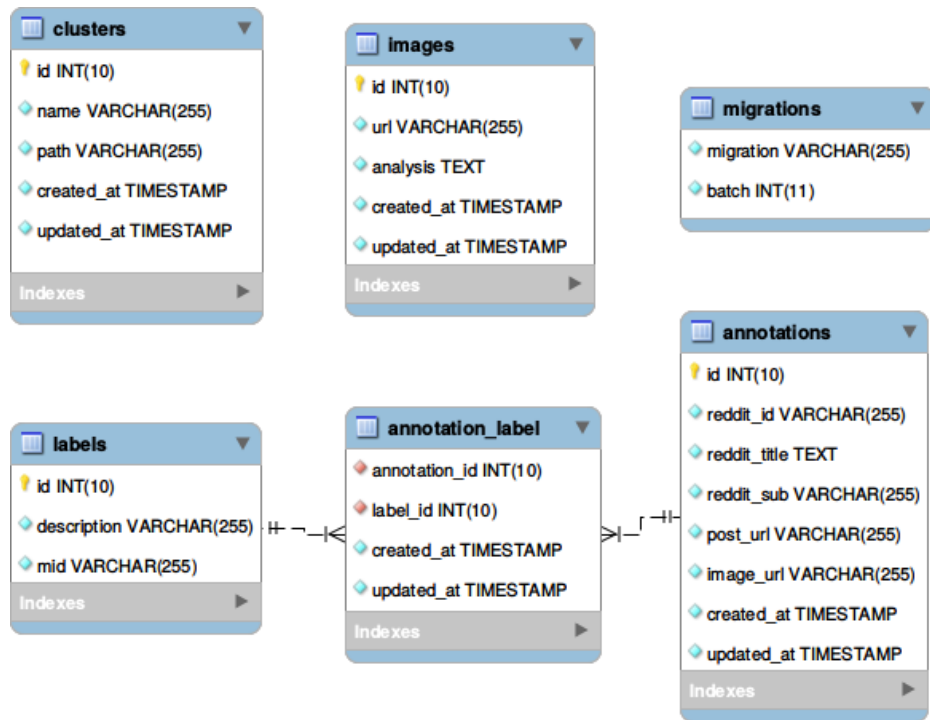 clusters
id INT(10)
name VARCHAR(255)
path VARCHAR(255)
created_at TIMESTAMP
updated_at TIMESTAMP
Indexes
images
id INT(10)
url VARCHAR(255)
analysis TEXT
created_at TIMESTAMP
updated_at TIMESTAMP
Indexes
migrations
migration VARCHAR(255)
batch INT(11)
labels
id INT(10)
description VARCHAR(255)
mid VARCHAR(255)
Indexes
annotation_label
annotation_id INT(10)
label_id INT(10)
created_at TIMESTAMP
updated_at TIMESTAMP
Indexes
annotations
id INT(10)
reddit_id VARCHAR(255)
reddit_title TEXT
reddit_sub VARCHAR(255)
post_url VARCHAR(255)
image_url VARCHAR(255)
created_at TIMESTAMP
updated_at TIMESTAMP
Indexes